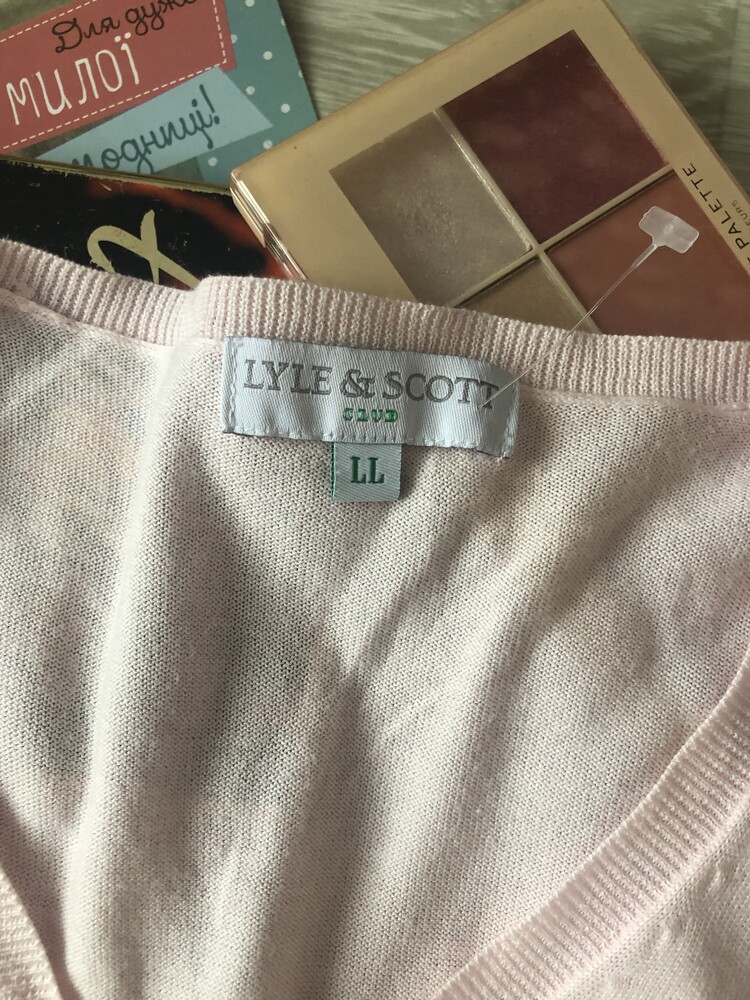 Для дуже
милої
модниці!
PALETTE
LYLE & SCOTT
CLUB
LL